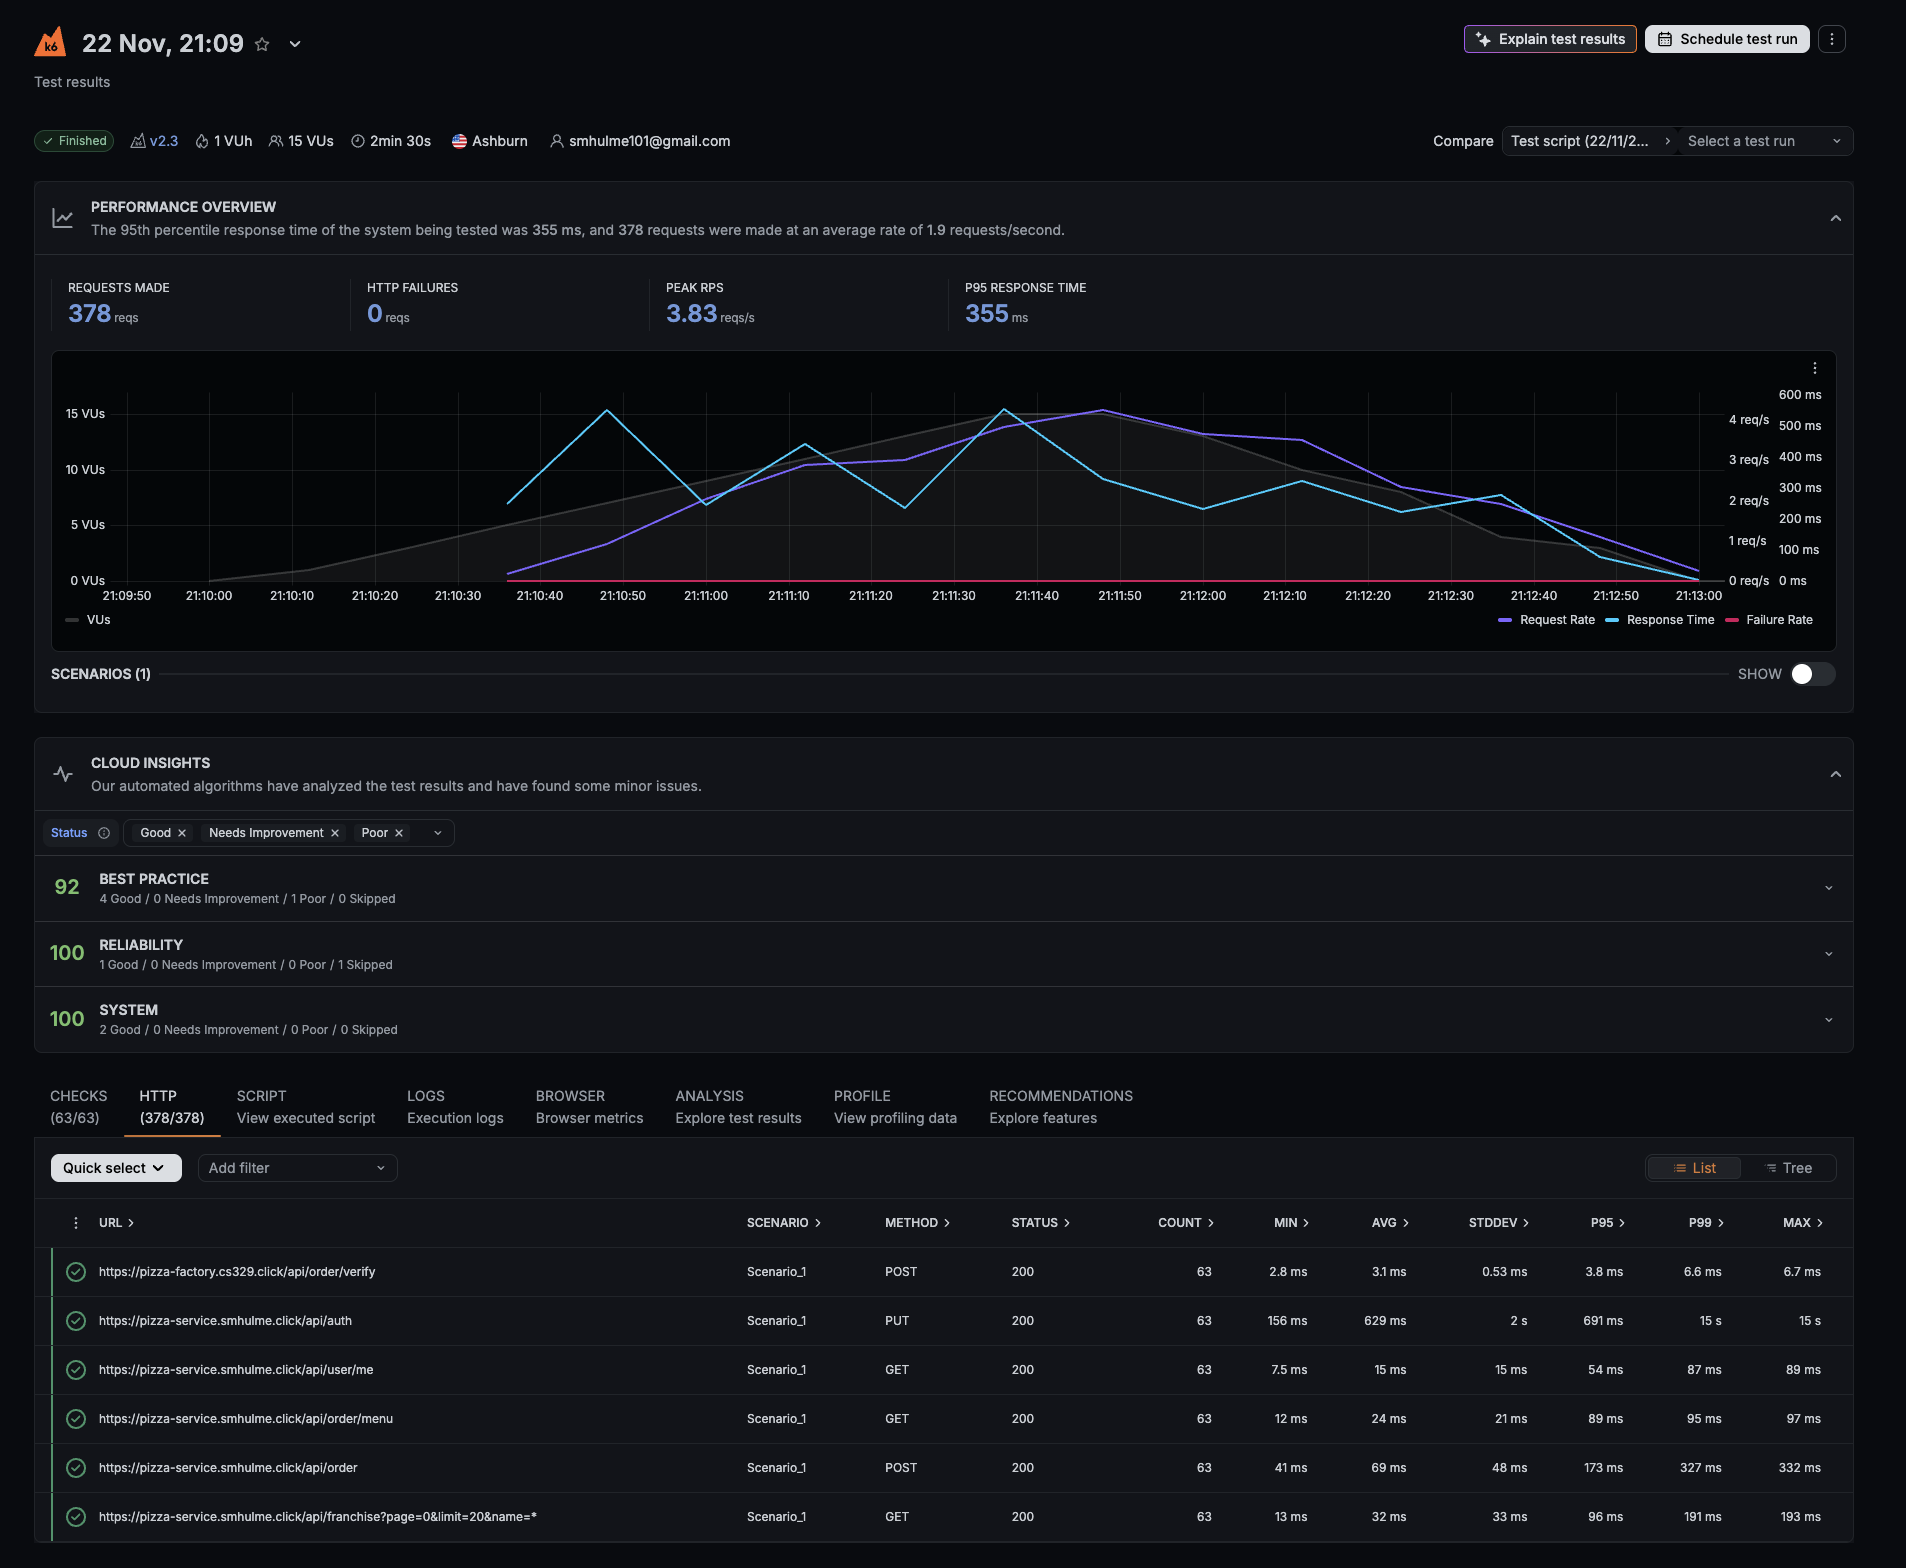 k6 22 Nov, 21:09
Explain test results
Schedule test run
Test results
Finished v2.3 1 VUh 15 VUs 2min 30s Ashburn smhulme101@gmail.com
Compare Test script (22/11/2... Select a test run
PERFORMANCE OVERVIEW
The 95th percentile response time of the system being tested was 355 ms, and 378 requests were made at an average rate of 1.9 requests/second.
REQUESTS MADE HTTP FAILURES PEAK RPS P95 RESPONSE TIME
378 reqs 0 reqs 3.83 reqs/s 355 ms
15 VUs
10 VUs
5 VUs
0 VUs
600 ms
500 ms
400 ms
300 ms
200 ms
100 ms
0 ms
4 req/s
3 req/s
2 req/s
1 req/s
0 req/s
21:09:50 21:10:00 21:10:10 21:10:20 21:10:30 21:10:40 21:10:50 21:11:00 21:11:10 21:11:20 21:11:30 21:11:40 21:11:50 21:12:00 21:12:10 21:12:20 21:12:30 21:12:40 21:12:50 21:13:00
VUs Request Rate Response Time Failure Rate
SCENARIOS (1) SHOW
CLOUD INSIGHTS
Our automated algorithms have analyzed the test results and have found some minor issues.
Status Good Needs Improvement Poor
92 BEST PRACTICE
4 Good / 0 Needs Improvement / 1 Poor / 0 Skipped
100 RELIABILITY
1 Good / 0 Needs Improvement / 0 Poor / 1 Skipped
100 SYSTEM
2 Good / 0 Needs Improvement / 0 Poor / 0 Skipped
CHECKS HTTP SCRIPT LOGS BROWSER ANALYSIS PROFILE RECOMMENDATIONS
(63/63) (378/378) View executed script Execution logs Browser metrics Explore test results View profiling data Explore features
Quick select Add filter List Tree
URL SCENARIO METHOD STATUS COUNT MIN AVG STDDEV P95 P99 MAX
https://pizza-factory.cs329.click/api/order/verify Scenario_1 POST 200 63 2.8 ms 3.1 ms 0.53 ms 3.8 ms 6.6 ms 6.7 ms
https://pizza-service.smhulme.click/api/auth Scenario_1 PUT 200 63 156 ms 629 ms 2 s 691 ms 15 s 15 s
https://pizza-service.smhulme.click/api/user/me Scenario_1 GET 200 63 7.5 ms 15 ms 15 ms 54 ms 87 ms 89 ms
https://pizza-service.smhulme.click/api/order/menu Scenario_1 GET 200 63 12 ms 24 ms 21 ms 89 ms 95 ms 97 ms
https://pizza-service.smhulme.click/api/order Scenario_1 POST 200 63 41 ms 69 ms 48 ms 173 ms 327 ms 332 ms
https://pizza-service.smhulme.click/api/franchise?page=0&limit=20&name=* Scenario_1 GET 200 63 13 ms 32 ms 33 ms 96 ms 191 ms 193 ms